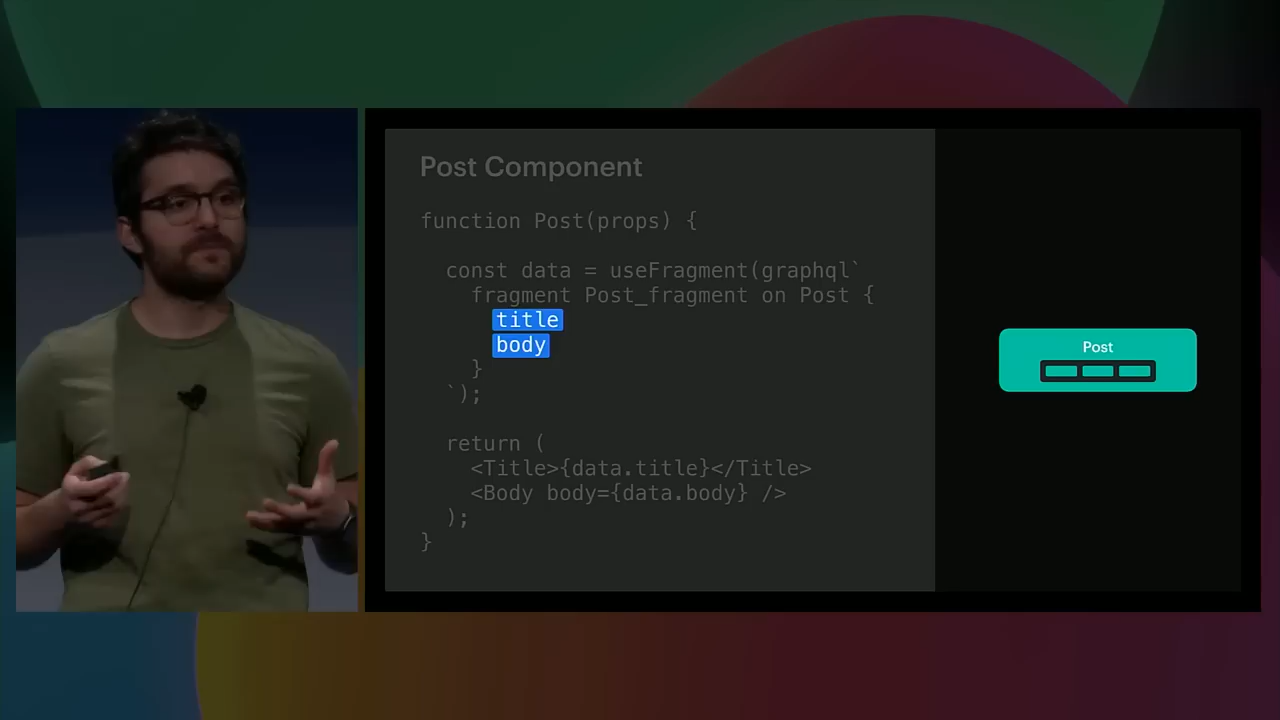 Post Component
function Post(props) {
const data = useFragment(graphql`
fragment Post_fragment on Post {
title
body
}
`);
return (
<Title>{data.title}</Title>
<Body body={data.body} />
);
}
Post